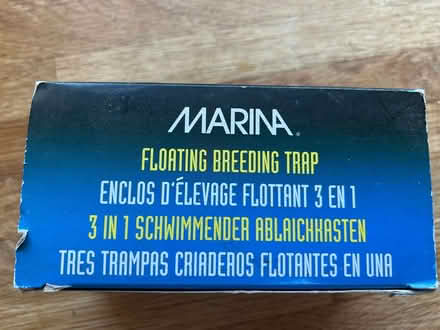 MARINA®
FLOATING BREEDING TRAP
ENCLOS D'ÉLEVAGE FLOTTANT 3 EN 1
3 IN 1 SCHWIMMENDER ABLAICHKASTEN
TRES TRAMPAS CRIADEROS FLOTANTES EN UNA